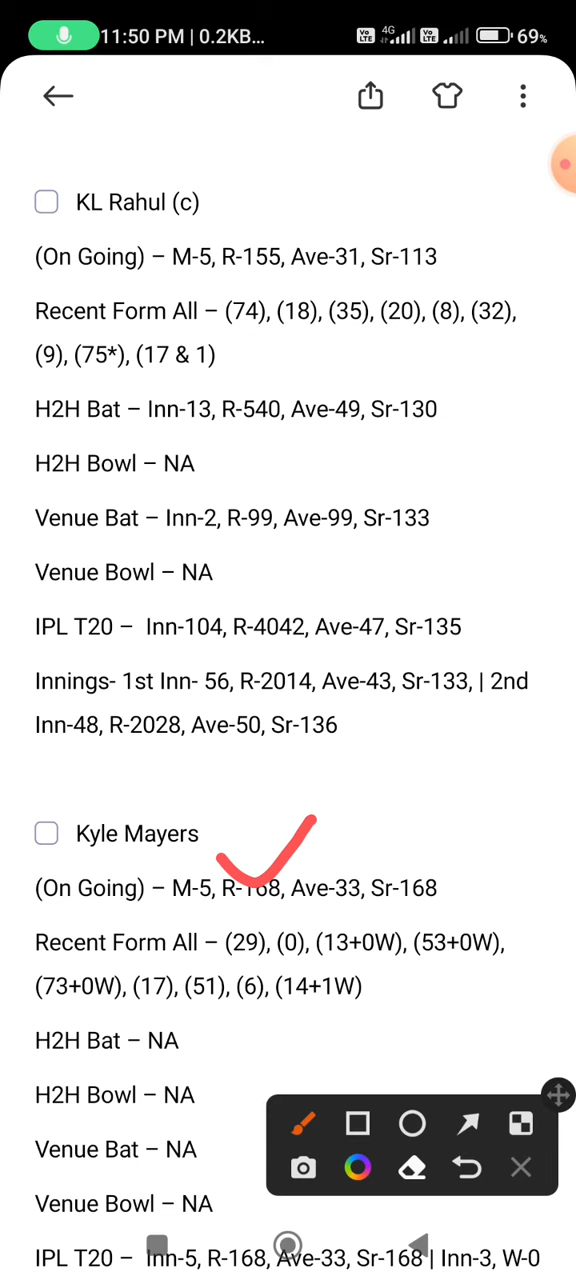 11:50 PM | 0.2KB...
Vo LTE 4G Vo LTE 69%
KL Rahul (c)
(On Going) – M-5, R-155, Ave-31, Sr-113
Recent Form All – (74), (18), (35), (20), (8), (32),
(9), (75*), (17 & 1)
H2H Bat – Inn-13, R-540, Ave-49, Sr-130
H2H Bowl – NA
Venue Bat – Inn-2, R-99, Ave-99, Sr-133
Venue Bowl – NA
IPL T20 – Inn-104, R-4042, Ave-47, Sr-135
Innings- 1st Inn- 56, R-2014, Ave-43, Sr-133, | 2nd
Inn-48, R-2028, Ave-50, Sr-136
Kyle Mayers
(On Going) – M-5, R-168, Ave-33, Sr-168
Recent Form All – (29), (0), (13+0W), (53+0W),
(73+0W), (17), (51), (6), (14+1W)
H2H Bat – NA
H2H Bowl – NA
Venue Bat – NA
Venue Bowl – NA
IPL T20 – Inn-5, R-168, Ave-33, Sr-168 | Inn-3, W-0